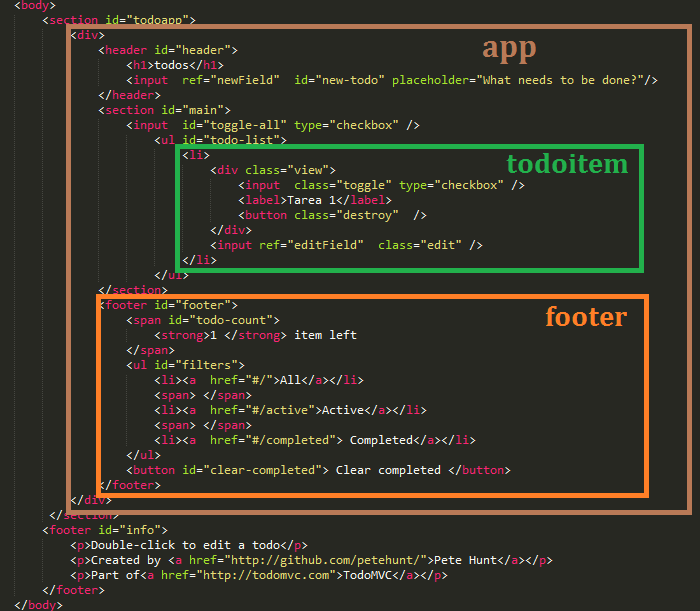 <body>
<section id="todoapp">
<div>
app
<header id="header">
<h1>todos</h1>
<input  ref="newField"  id="new-todo" placeholder="What needs to be done?"/>
</header>
<section id="main">
<input  id="toggle-all" type="checkbox" />
<ul id="todo-list">
<li>
todoitem
<div class="view">
<input  class="toggle" type="checkbox" />
<label>Tarea 1</label>
<button class="destroy"  />
</div>
<input ref="editField"  class="edit" />
</li>
</ul>
</section>
<footer id="footer">
footer
<span id="todo-count">
<strong>1 </strong> item left
</span>
<ul id="filters">
<li><a  href="#/">All</a></li>
<span> </span>
<li><a  href="#/active">Active</a></li>
<span> </span>
<li><a  href="#/completed"> Completed</a></li>
</ul>
<button id="clear-completed"> Clear completed </button>
</footer>
</div>
</section>
<footer id="info">
<p>Double-click to edit a todo</p>
<p>Created by <a href="http://github.com/petehunt/">Pete Hunt</a></p>
<p>Part of<a href="http://todomvc.com">TodoMVC</a></p>
</footer>
</body>